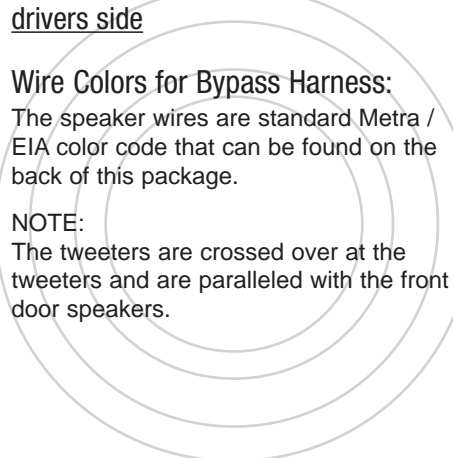 drivers side
Wire Colors for Bypass Harness:
The speaker wires are standard Metra /
EIA color code that can be found on the
back of this package.
NOTE:
The tweeters are crossed over at the
tweeters and are paralleled with the front
door speakers.